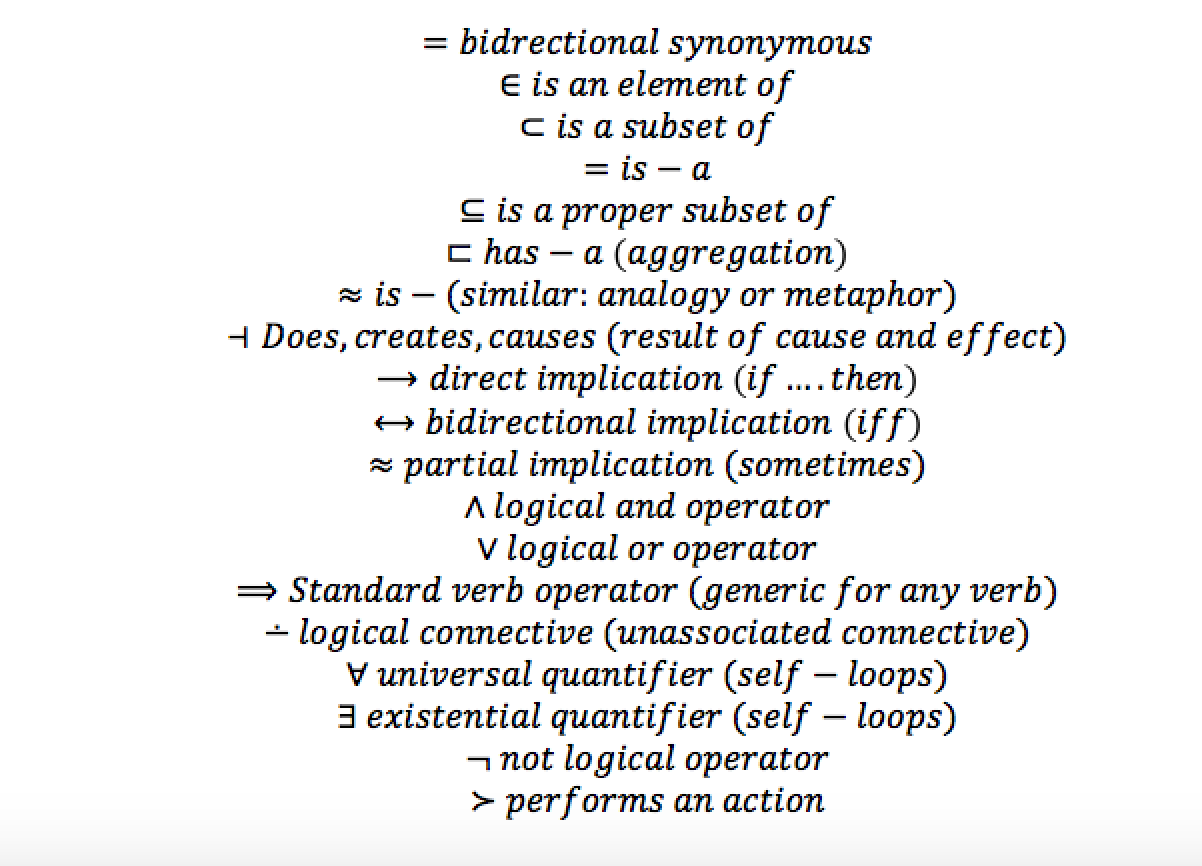 = bidrectional synonymous
∈ is an element of
⊂ is a subset of
= is − a
⊆ is a proper subset of
⊏ has − a (aggregation)
≈ is − (similar: analogy or metaphor)
⊣ Does, creates, causes (result of cause and effect)
→ direct implication (if .... then)
↔ bidirectional implication (iff)
≈ partial implication (sometimes)
∧ logical and operator
∨ logical or operator
⟹ Standard verb operator (generic for any verb)
∸ logical connective (unassociated connective)
∀ universal quantifier (self − loops)
∃ existential quantifier (self − loops)
¬ not logical operator
≻ performs an action